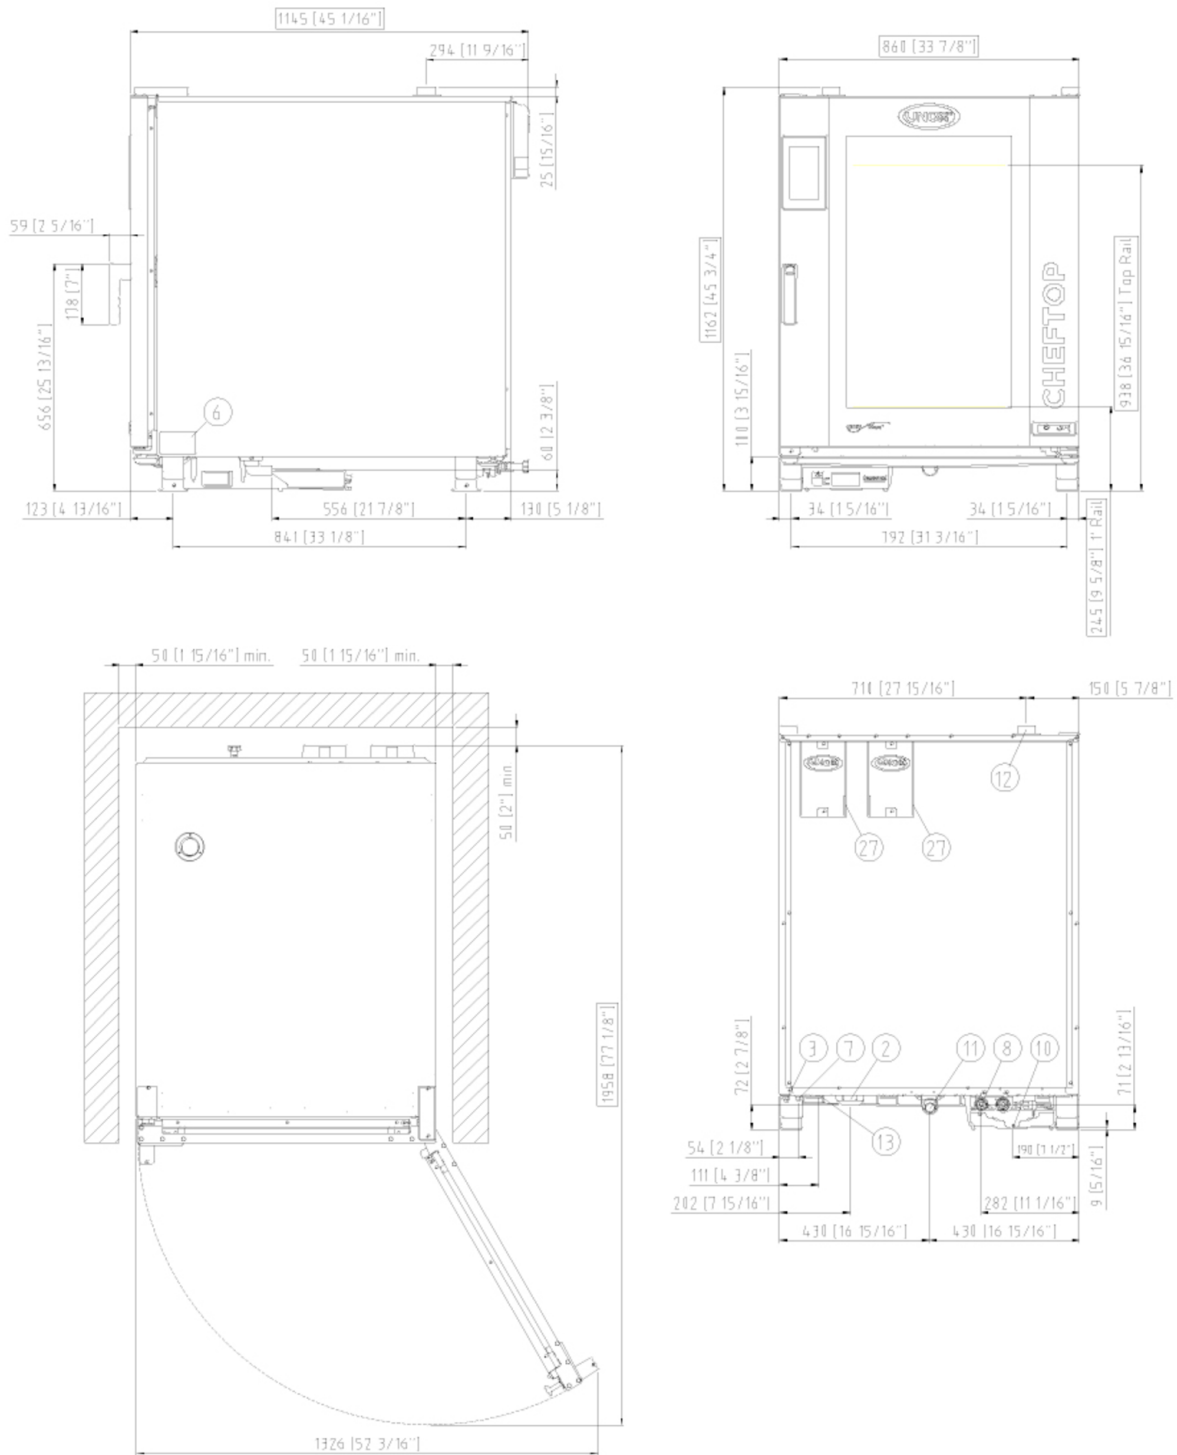 1145 [45 1/16"]
294 [11 9/16"]
25 [15/16"]
59 [2 5/16"]
178 [7"]
656 [25 13/16"]
6
60 [2 3/8"]
123 [4 13/16"]
556 [21 7/8"]
130 [5 1/8"]
841 [33 1/8"]
860 [33 7/8"]
UNOX
1162 [45 3/4"]
CHEFTOP
938 [36 15/16"] Top Rail
100 [3 15/16"]
34 [1 5/16"]
34 [1 5/16"]
792 [31 3/16"]
245 [9 5/8"] 1° Rail
50 [1 15/16"] min.
50 [1 15/16"] min.
50 [2"] min
1958 [77 1/8"]
1326 [52 3/16"]
710 [27 15/16"]
150 [5 7/8"]
12
UNOX
UNOX
27
27
72 [2 7/8"]
3
7
2
11
8
10
71 [2 13/16"]
13
54 [2 1/8"]
190 [7 1/2"]
9 [5/16"]
111 [4 3/8"]
202 [7 15/16"]
282 [11 1/16"]
430 [16 15/16"]
430 [16 15/16"]